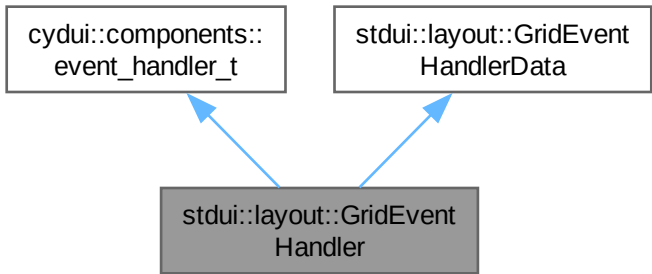 cydui::components::
event_handler_t
stdui::layout::GridEvent
HandlerData
stdui::layout::GridEvent
Handler